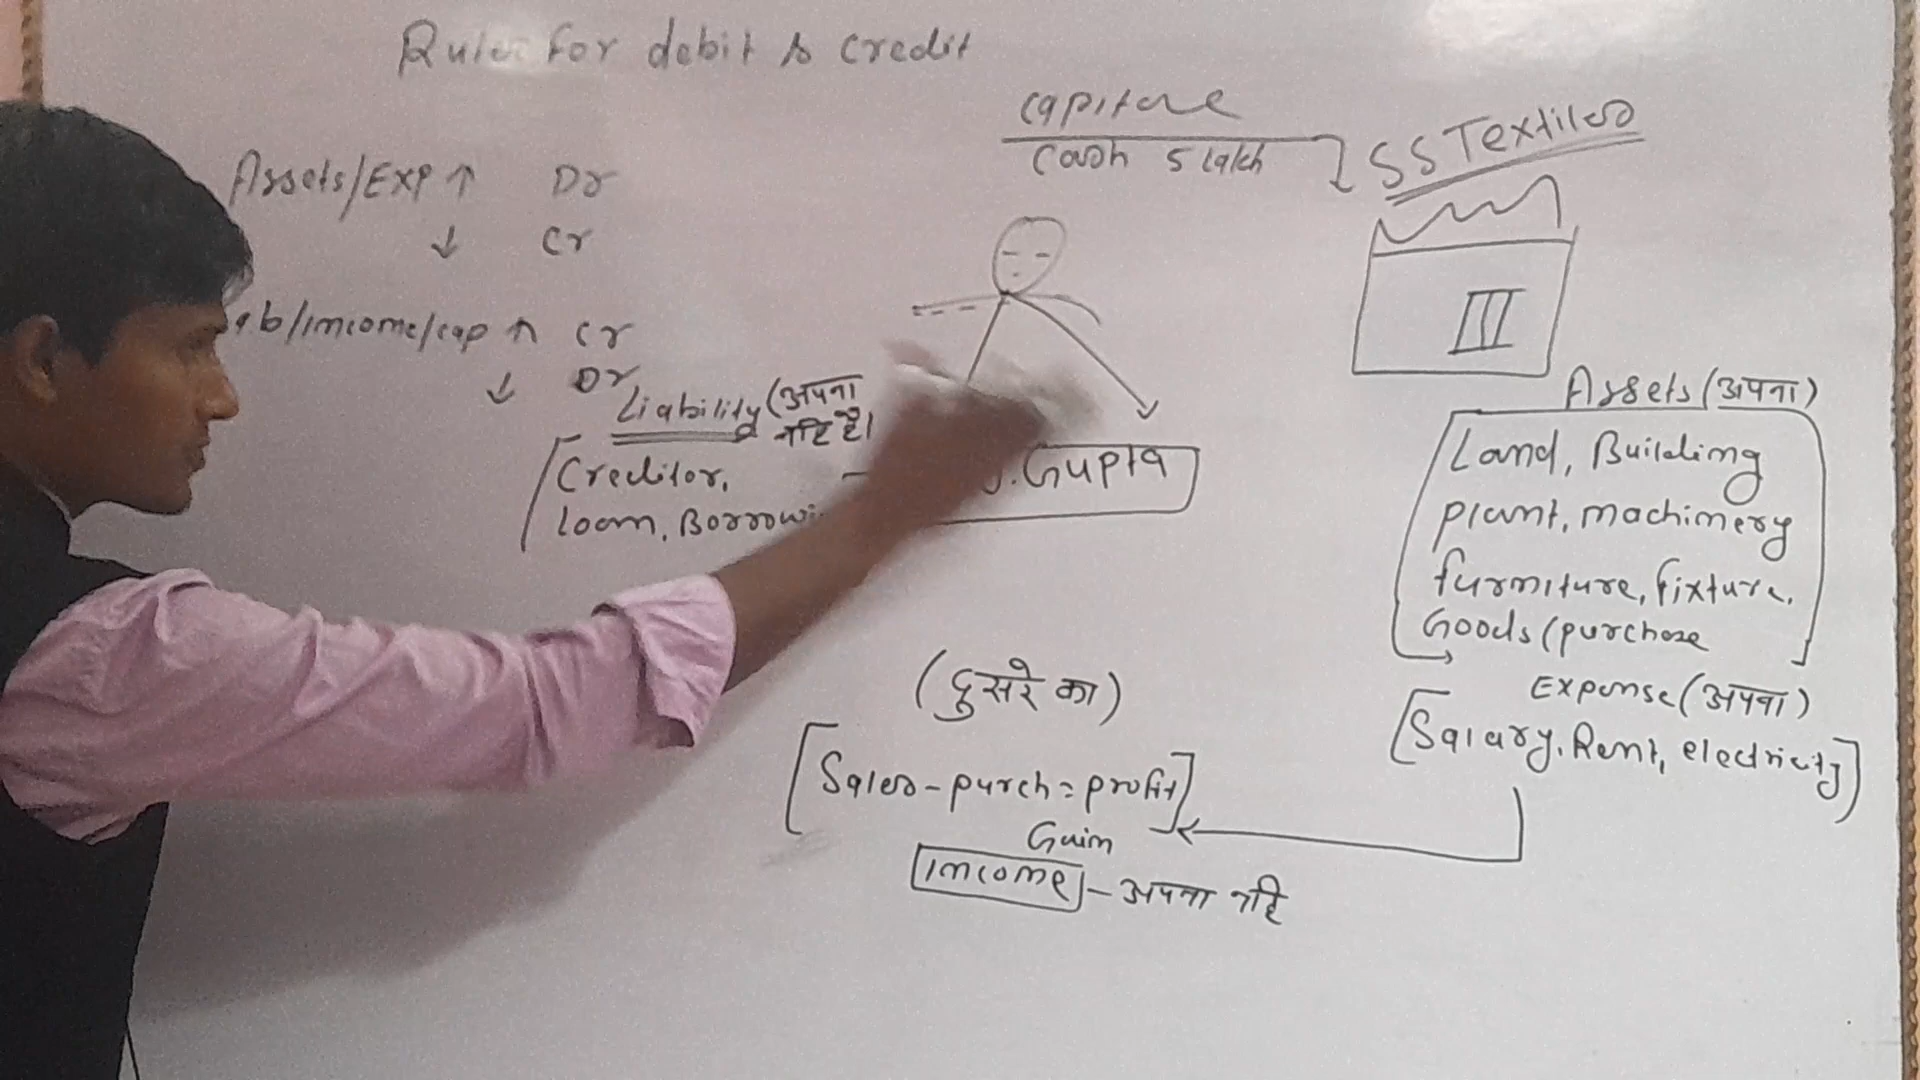 Rules for debit & credit
capitale
cash 5 lakh
SS Textiles
Assets/Exp ↑ Dr
↓ Cr
b/income/cap ↑ Cr
↓ Dr
Liability (अपना
नहि है।
Creditor,
Loan, Borrowi
. Gupta
Assets (अपना)
Land, Building
plant, machinery
furniture, fixture,
Goods (purchase
Expense (अपना)
Salary, Rent, electricity
(दुसरे का)
Sales - purch = profit
Gain
Income - अपना नहि